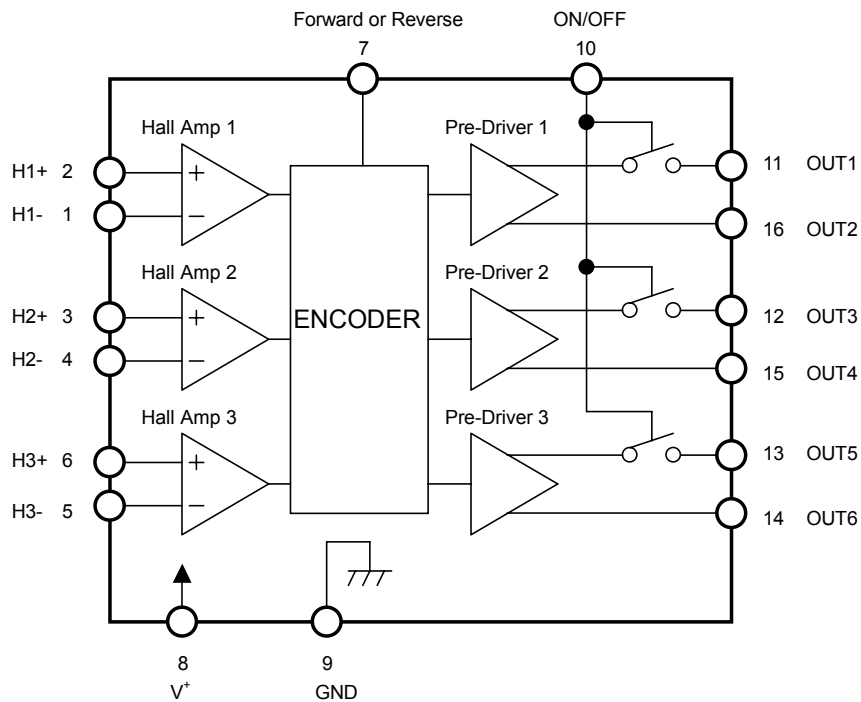 Forward or Reverse ON/OFF
7 10
Hall Amp 1 Pre-Driver 1
H1+ 2 + 11 OUT1
H1- 1 − 16 OUT2
Hall Amp 2 Pre-Driver 2
H2+ 3 + ENCODER 12 OUT3
H2- 4 − 15 OUT4
Hall Amp 3 Pre-Driver 3
H3+ 6 + 13 OUT5
H3- 5 − 14 OUT6
8 9
V+ GND